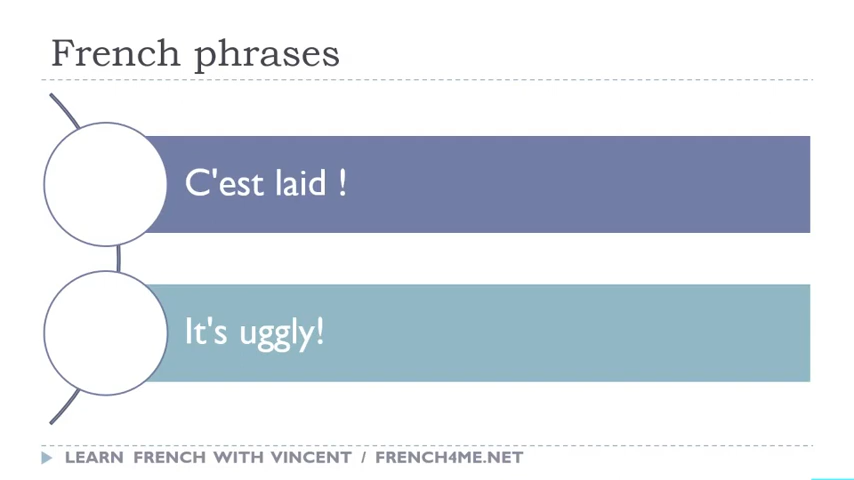 French phrases
C'est laid !
It's uggly!
LEARN FRENCH WITH VINCENT / FRENCH4ME.NET